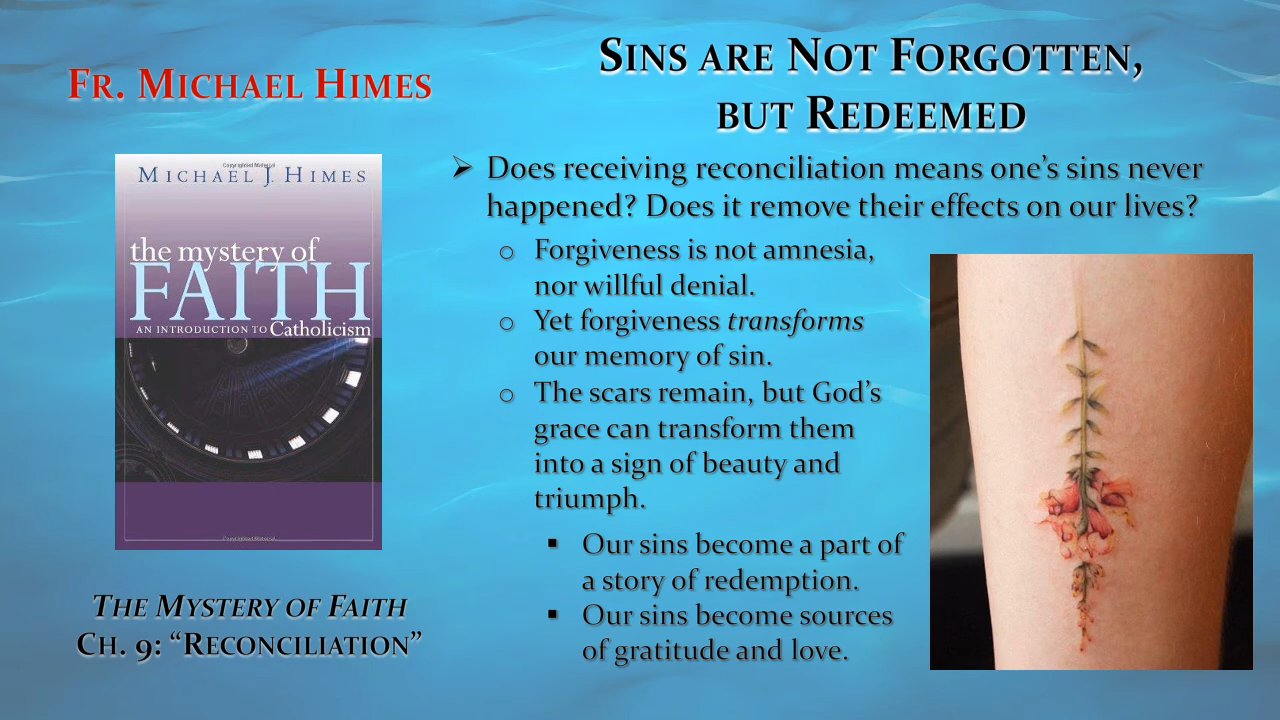 FR. MICHAEL HIMES
Copyrighted Material
MICHAEL J. HIMES
the mystery of
FAITH
AN INTRODUCTION TO Catholicism
Copyrighted Material
THE MYSTERY OF FAITH
CH. 9: “RECONCILIATION”
SINS ARE NOT FORGOTTEN,
BUT REDEEMED
➢ Does receiving reconciliation means one’s sins never
happened? Does it remove their effects on our lives?
o Forgiveness is not amnesia,
nor willful denial.
o Yet forgiveness transforms
our memory of sin.
o The scars remain, but God’s
grace can transform them
into a sign of beauty and
triumph.
▪ Our sins become a part of
a story of redemption.
▪ Our sins become sources
of gratitude and love.